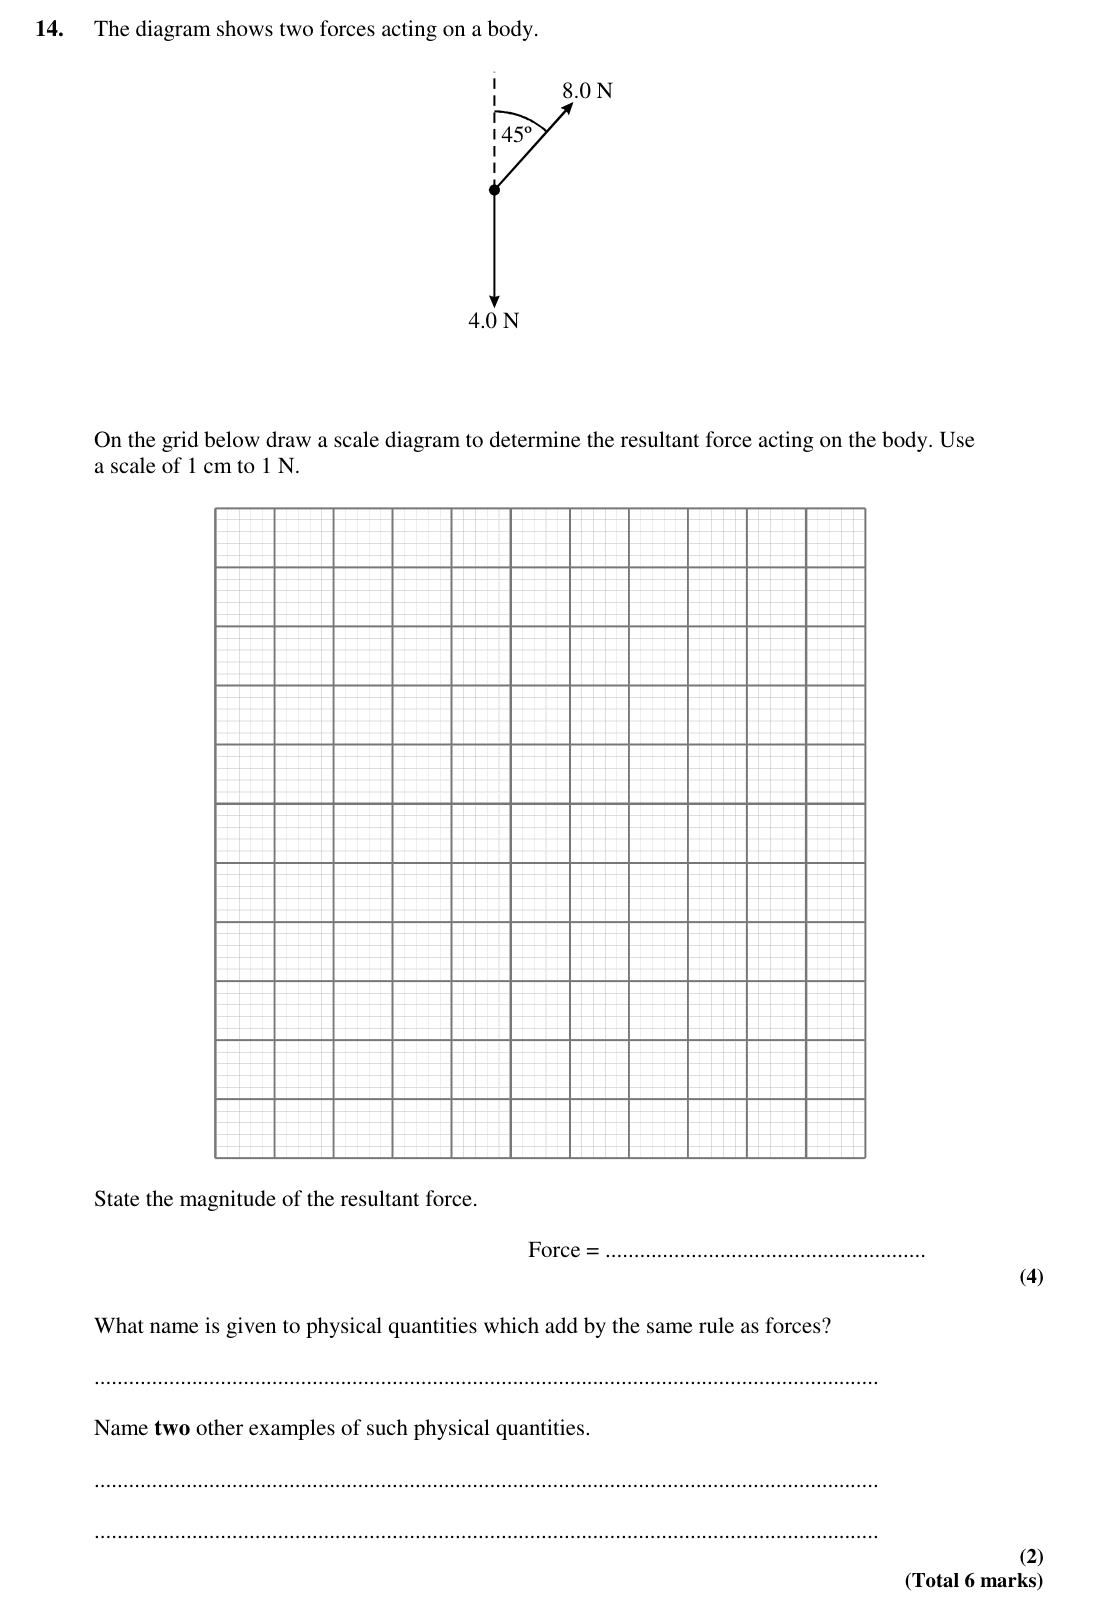 14. The diagram shows two forces acting on a body.
8.0 N
45º
4.0 N
On the grid below draw a scale diagram to determine the resultant force acting on the body. Use
a scale of 1 cm to 1 N.
State the magnitude of the resultant force.
Force = ........................................................
(4)
What name is given to physical quantities which add by the same rule as forces?
.........................................................................................................................................
Name two other examples of such physical quantities.
.........................................................................................................................................
.........................................................................................................................................
(2)
(Total 6 marks)